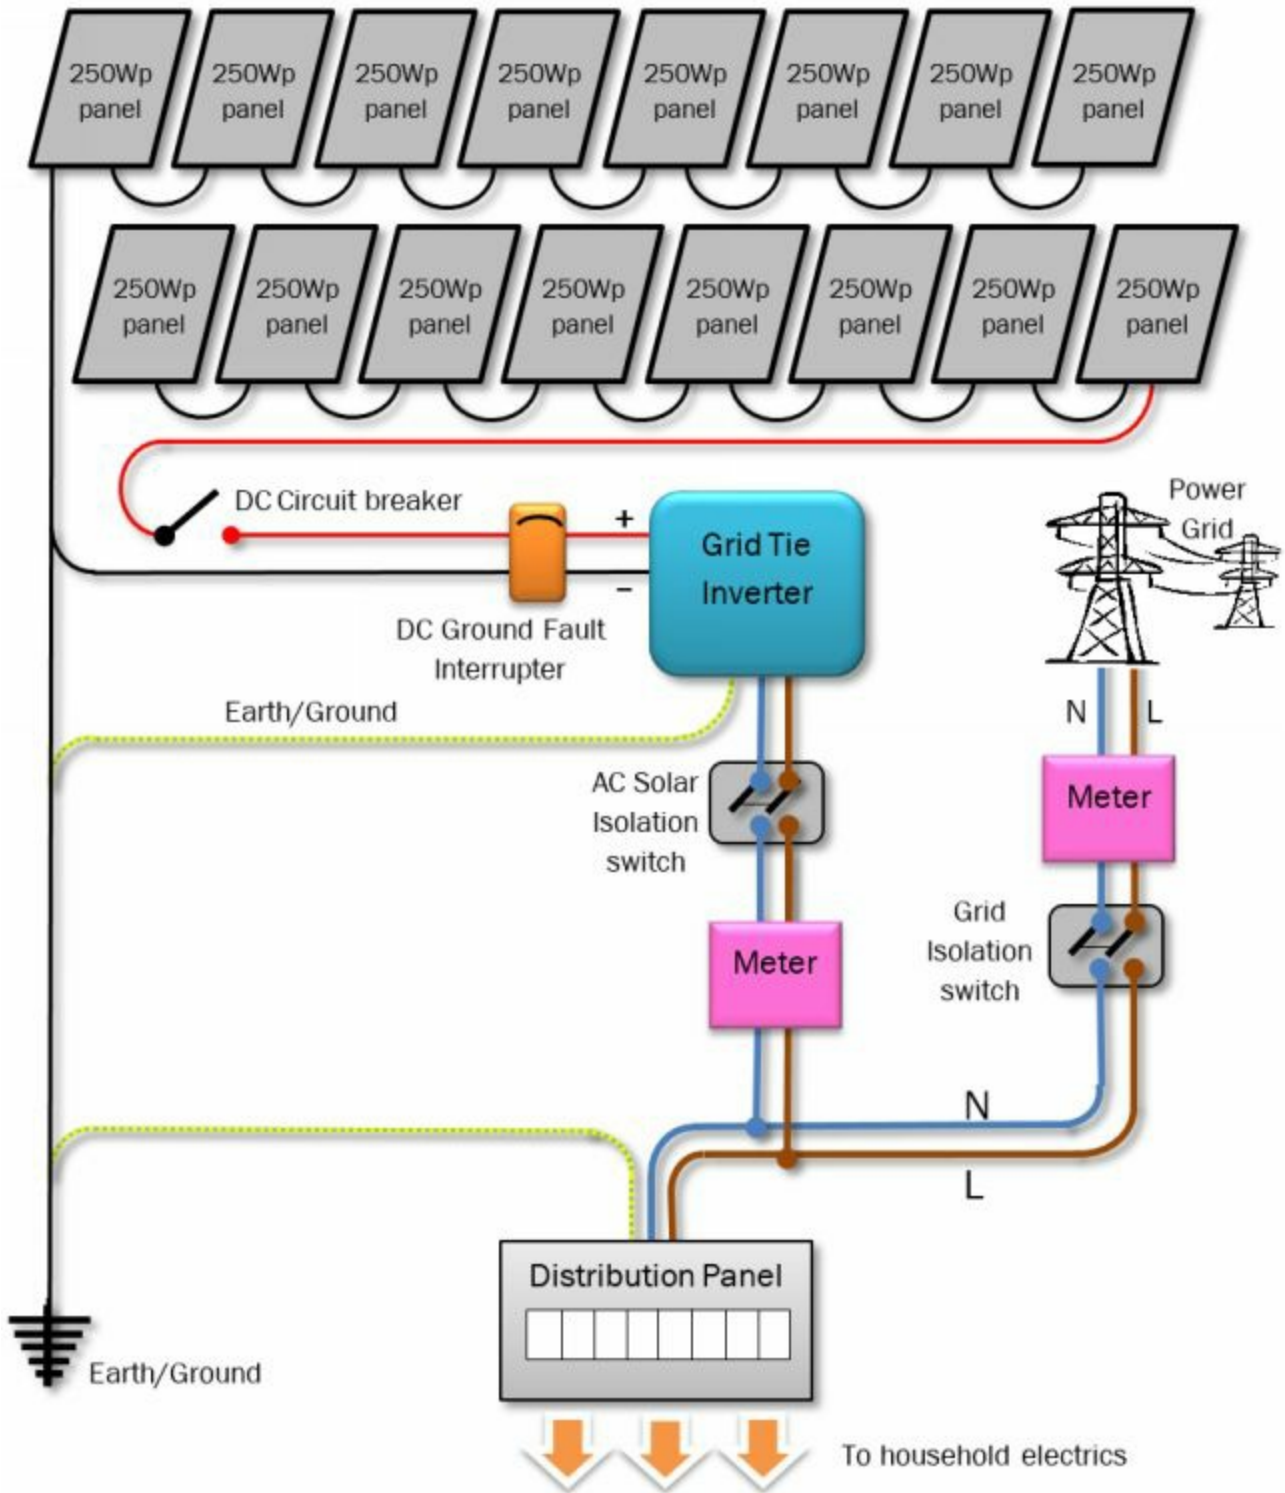 250Wp 250Wp 250Wp 250Wp 250Wp 250Wp 250Wp 250Wp
panel panel panel panel panel panel panel panel
250Wp 250Wp 250Wp 250Wp 250Wp 250Wp 250Wp 250Wp
panel panel panel panel panel panel panel panel
DC Circuit breaker
+
−
Grid Tie
Inverter
Power
Grid
DC Ground Fault
Interrupter
Earth/Ground
N L
AC Solar
Isolation
switch
Meter
Meter
Grid
Isolation
switch
N
L
Distribution Panel
Earth/Ground
To household electrics